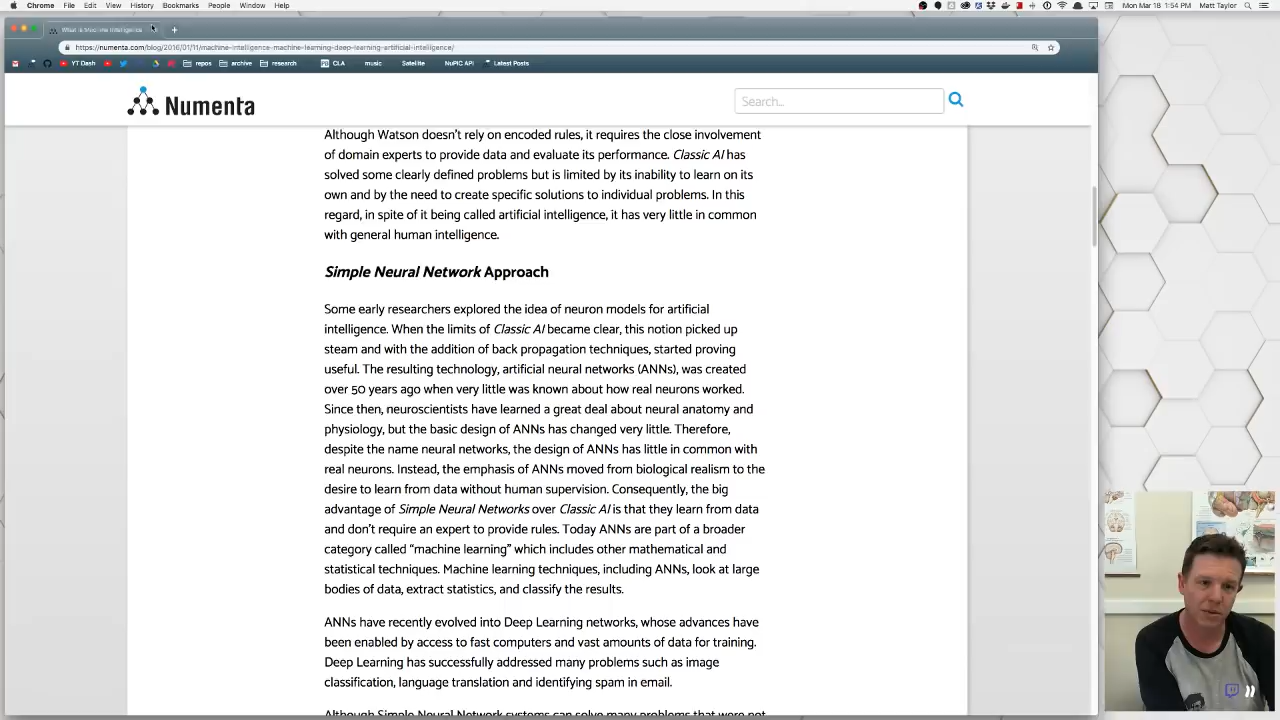 Chrome File Edit View History Bookmarks People Window Help
Mon Mar 18 1:54 PM Matt Taylor
What is Machine Intelligence
https://numenta.com/blog/2016/01/11/machine-intelligence-machine-learning-deep-learning-artificial-intelligence/
YT Dash repos archive research CLA music Satellite NuPIC API Latest Posts
Numenta
Search...
Although Watson doesn't rely on encoded rules, it requires the close involvement
of domain experts to provide data and evaluate its performance. Classic AI has
solved some clearly defined problems but is limited by its inability to learn on its
own and by the need to create specific solutions to individual problems. In this
regard, in spite of it being called artificial intelligence, it has very little in common
with general human intelligence.
Simple Neural Network Approach
Some early researchers explored the idea of neuron models for artificial
intelligence. When the limits of Classic AI became clear, this notion picked up
steam and with the addition of back propagation techniques, started proving
useful. The resulting technology, artificial neural networks (ANNs), was created
over 50 years ago when very little was known about how real neurons worked.
Since then, neuroscientists have learned a great deal about neural anatomy and
physiology, but the basic design of ANNs has changed very little. Therefore,
despite the name neural networks, the design of ANNs has little in common with
real neurons. Instead, the emphasis of ANNs moved from biological realism to the
desire to learn from data without human supervision. Consequently, the big
advantage of Simple Neural Networks over Classic AI is that they learn from data
and don't require an expert to provide rules. Today ANNs are part of a broader
category called “machine learning” which includes other mathematical and
statistical techniques. Machine learning techniques, including ANNs, look at large
bodies of data, extract statistics, and classify the results.
ANNs have recently evolved into Deep Learning networks, whose advances have
been enabled by access to fast computers and vast amounts of data for training.
Deep Learning has successfully addressed many problems such as image
classification, language translation and identifying spam in email.
Although Simple Neural Network systems can solve many problems that were not